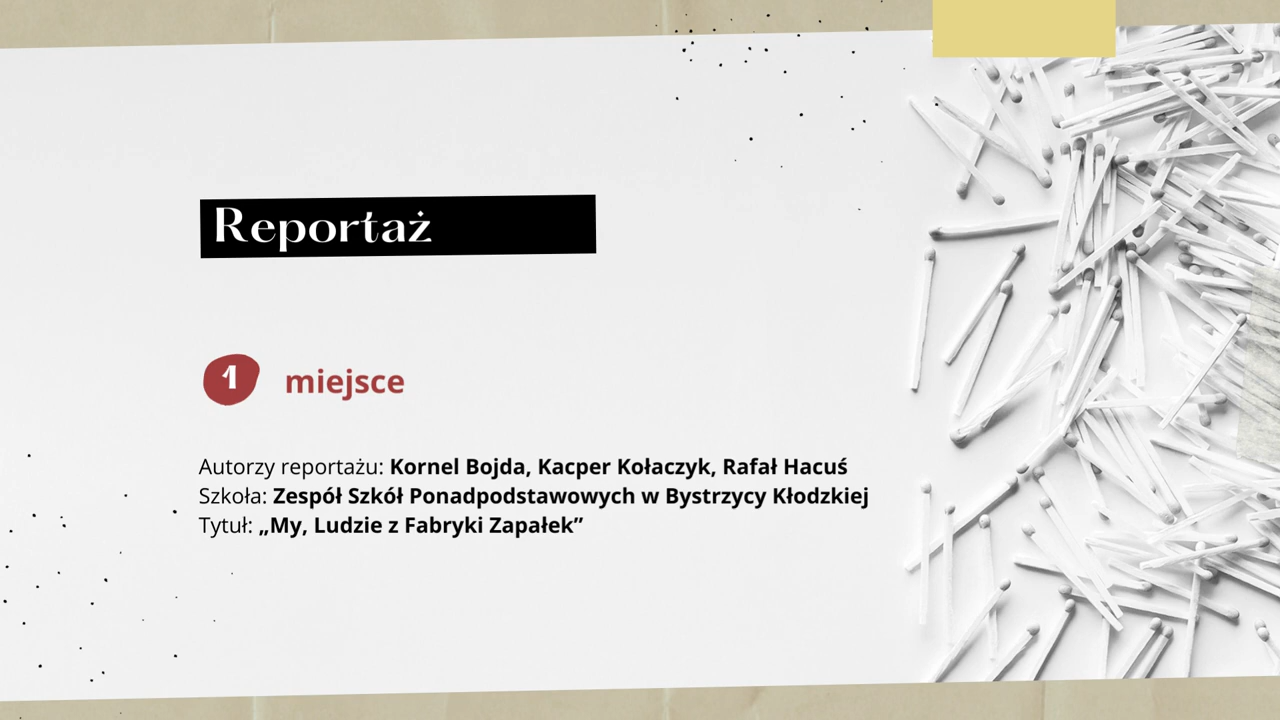 Reportaż
1 miejsce
Autorzy reportażu: Kornel Bojda, Kacper Kołaczyk, Rafał Hacuś
Szkoła: Zespół Szkół Ponadpodstawowych w Bystrzycy Kłodzkiej
Tytuł: „My, Ludzie z Fabryki Zapałek”